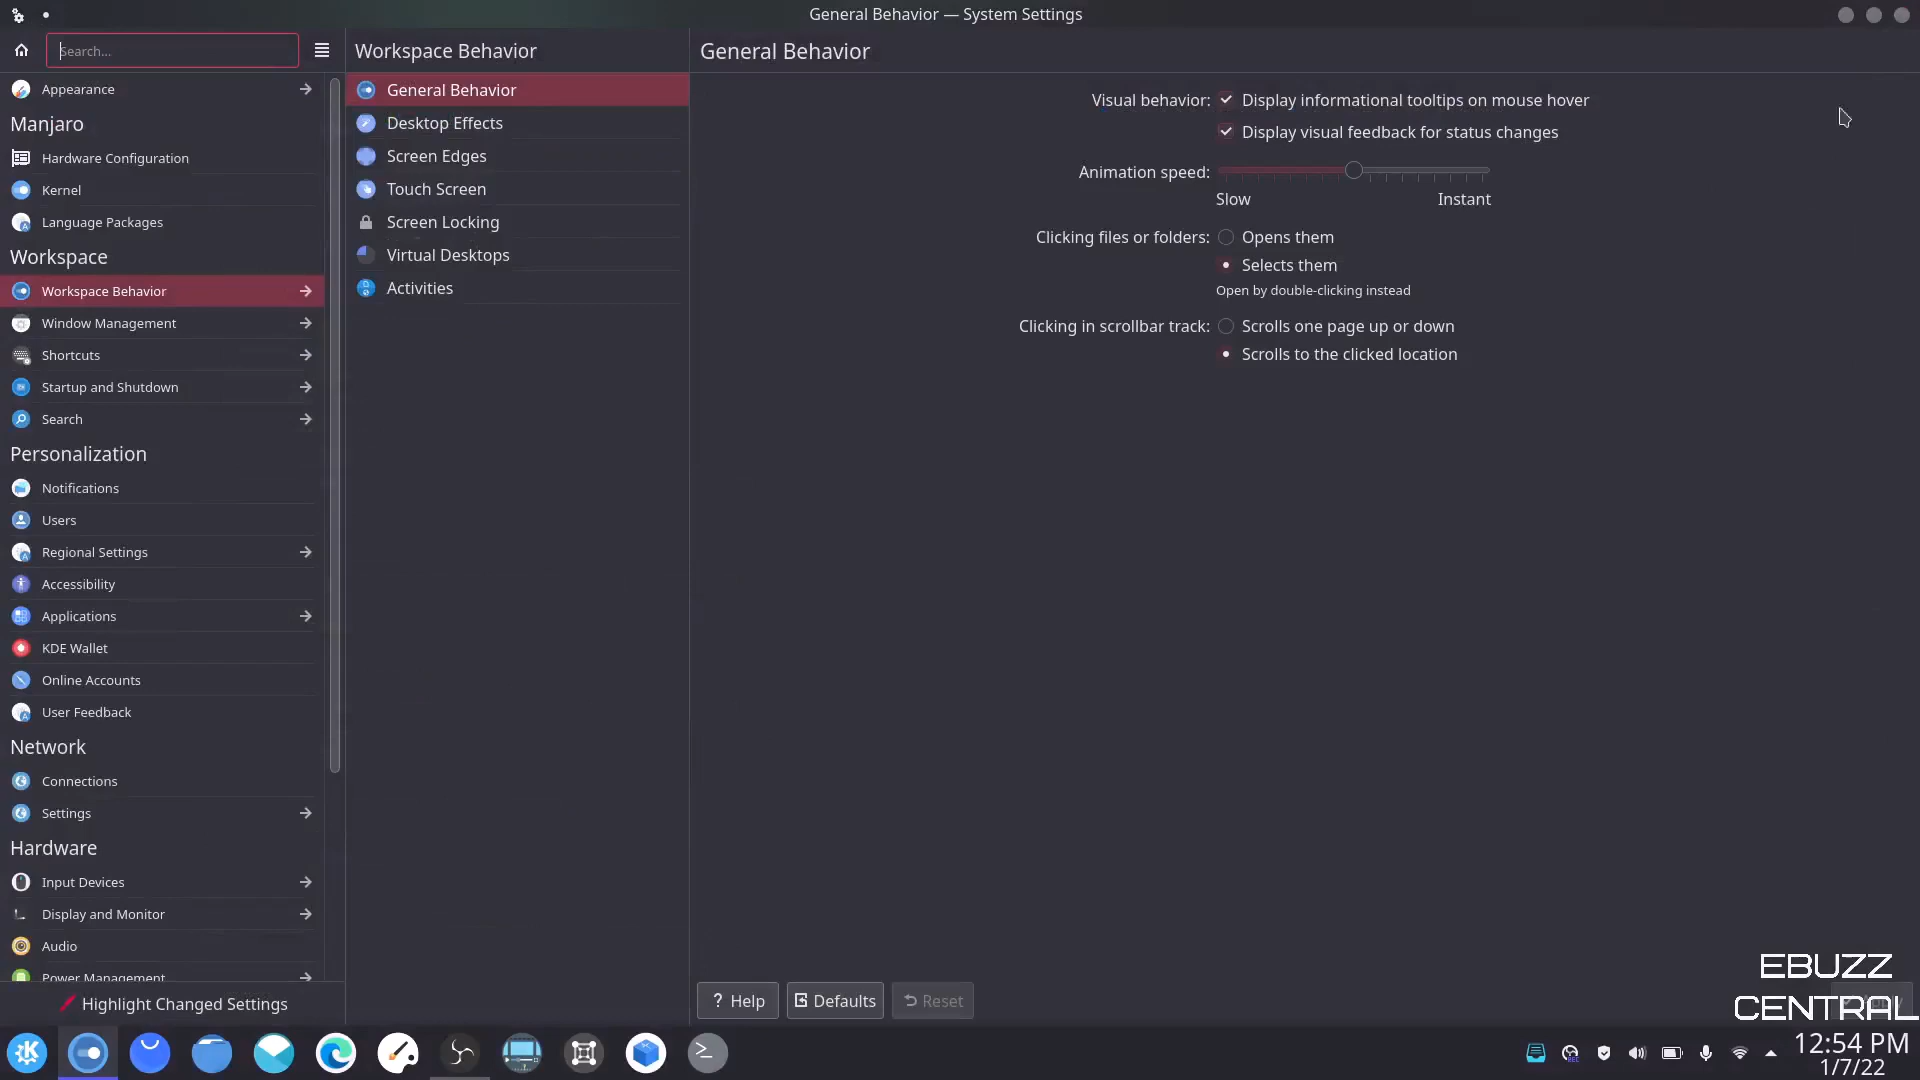 General Behavior — System Settings
Search...
Appearance
Manjaro
Hardware Configuration
Kernel
Language Packages
Workspace
Workspace Behavior
Window Management
Shortcuts
Startup and Shutdown
Search
Personalization
Notifications
Users
Regional Settings
Accessibility
Applications
KDE Wallet
Online Accounts
User Feedback
Network
Connections
Settings
Hardware
Input Devices
Display and Monitor
Audio
Power Management
Highlight Changed Settings
Workspace Behavior
General Behavior
Desktop Effects
Screen Edges
Touch Screen
Screen Locking
Virtual Desktops
Activities
General Behavior
Visual behavior: Display informational tooltips on mouse hover
Display visual feedback for status changes
Animation speed:
Slow Instant
Clicking files or folders: Opens them
Selects them
Open by double-clicking instead
Clicking in scrollbar track: Scrolls one page up or down
Scrolls to the clicked location
? Help Defaults Reset
EBUZZ
CENTRAL
12:54 PM
1/7/22